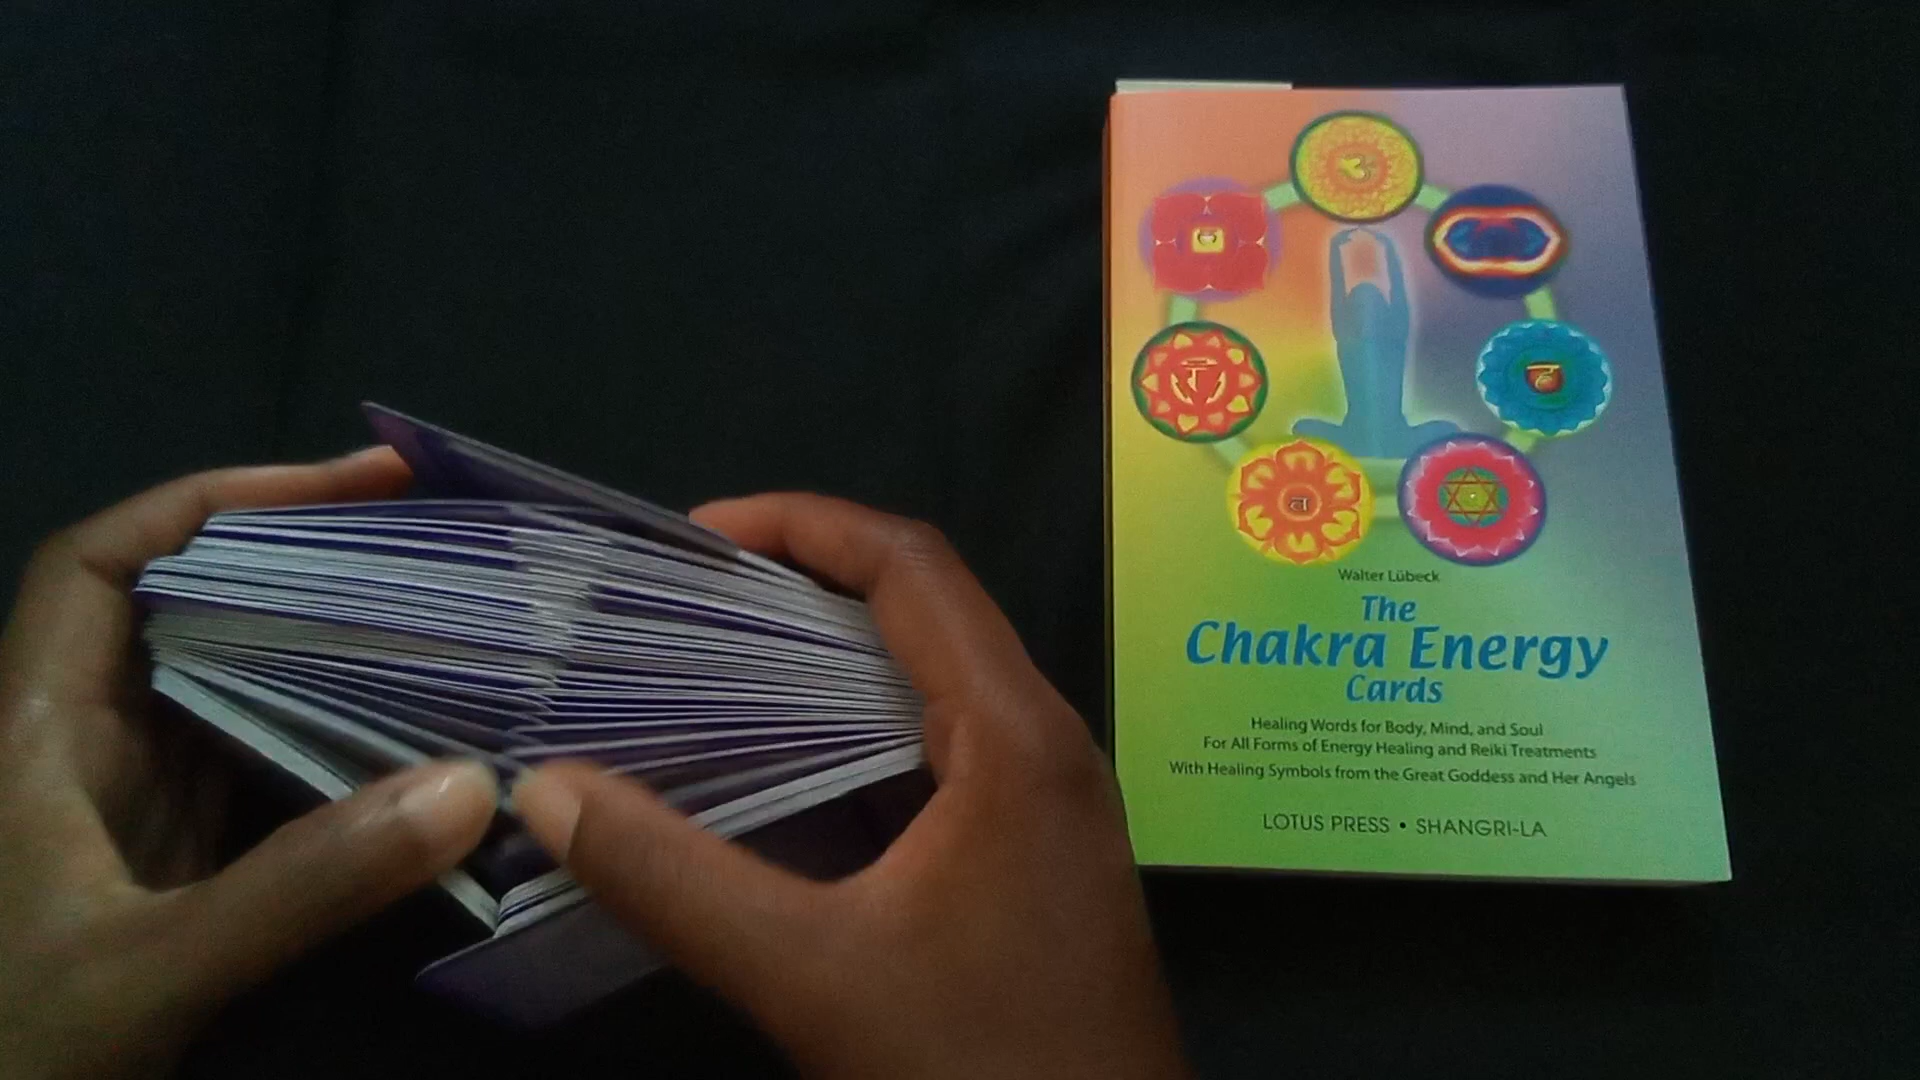 Walter Lübeck
The
Chakra Energy
Cards
Healing Words for Body, Mind, and Soul
For All Forms of Energy Healing and Reiki Treatments
With Healing Symbols from the Great Goddess and Her Angels
LOTUS PRESS • SHANGRI-LA